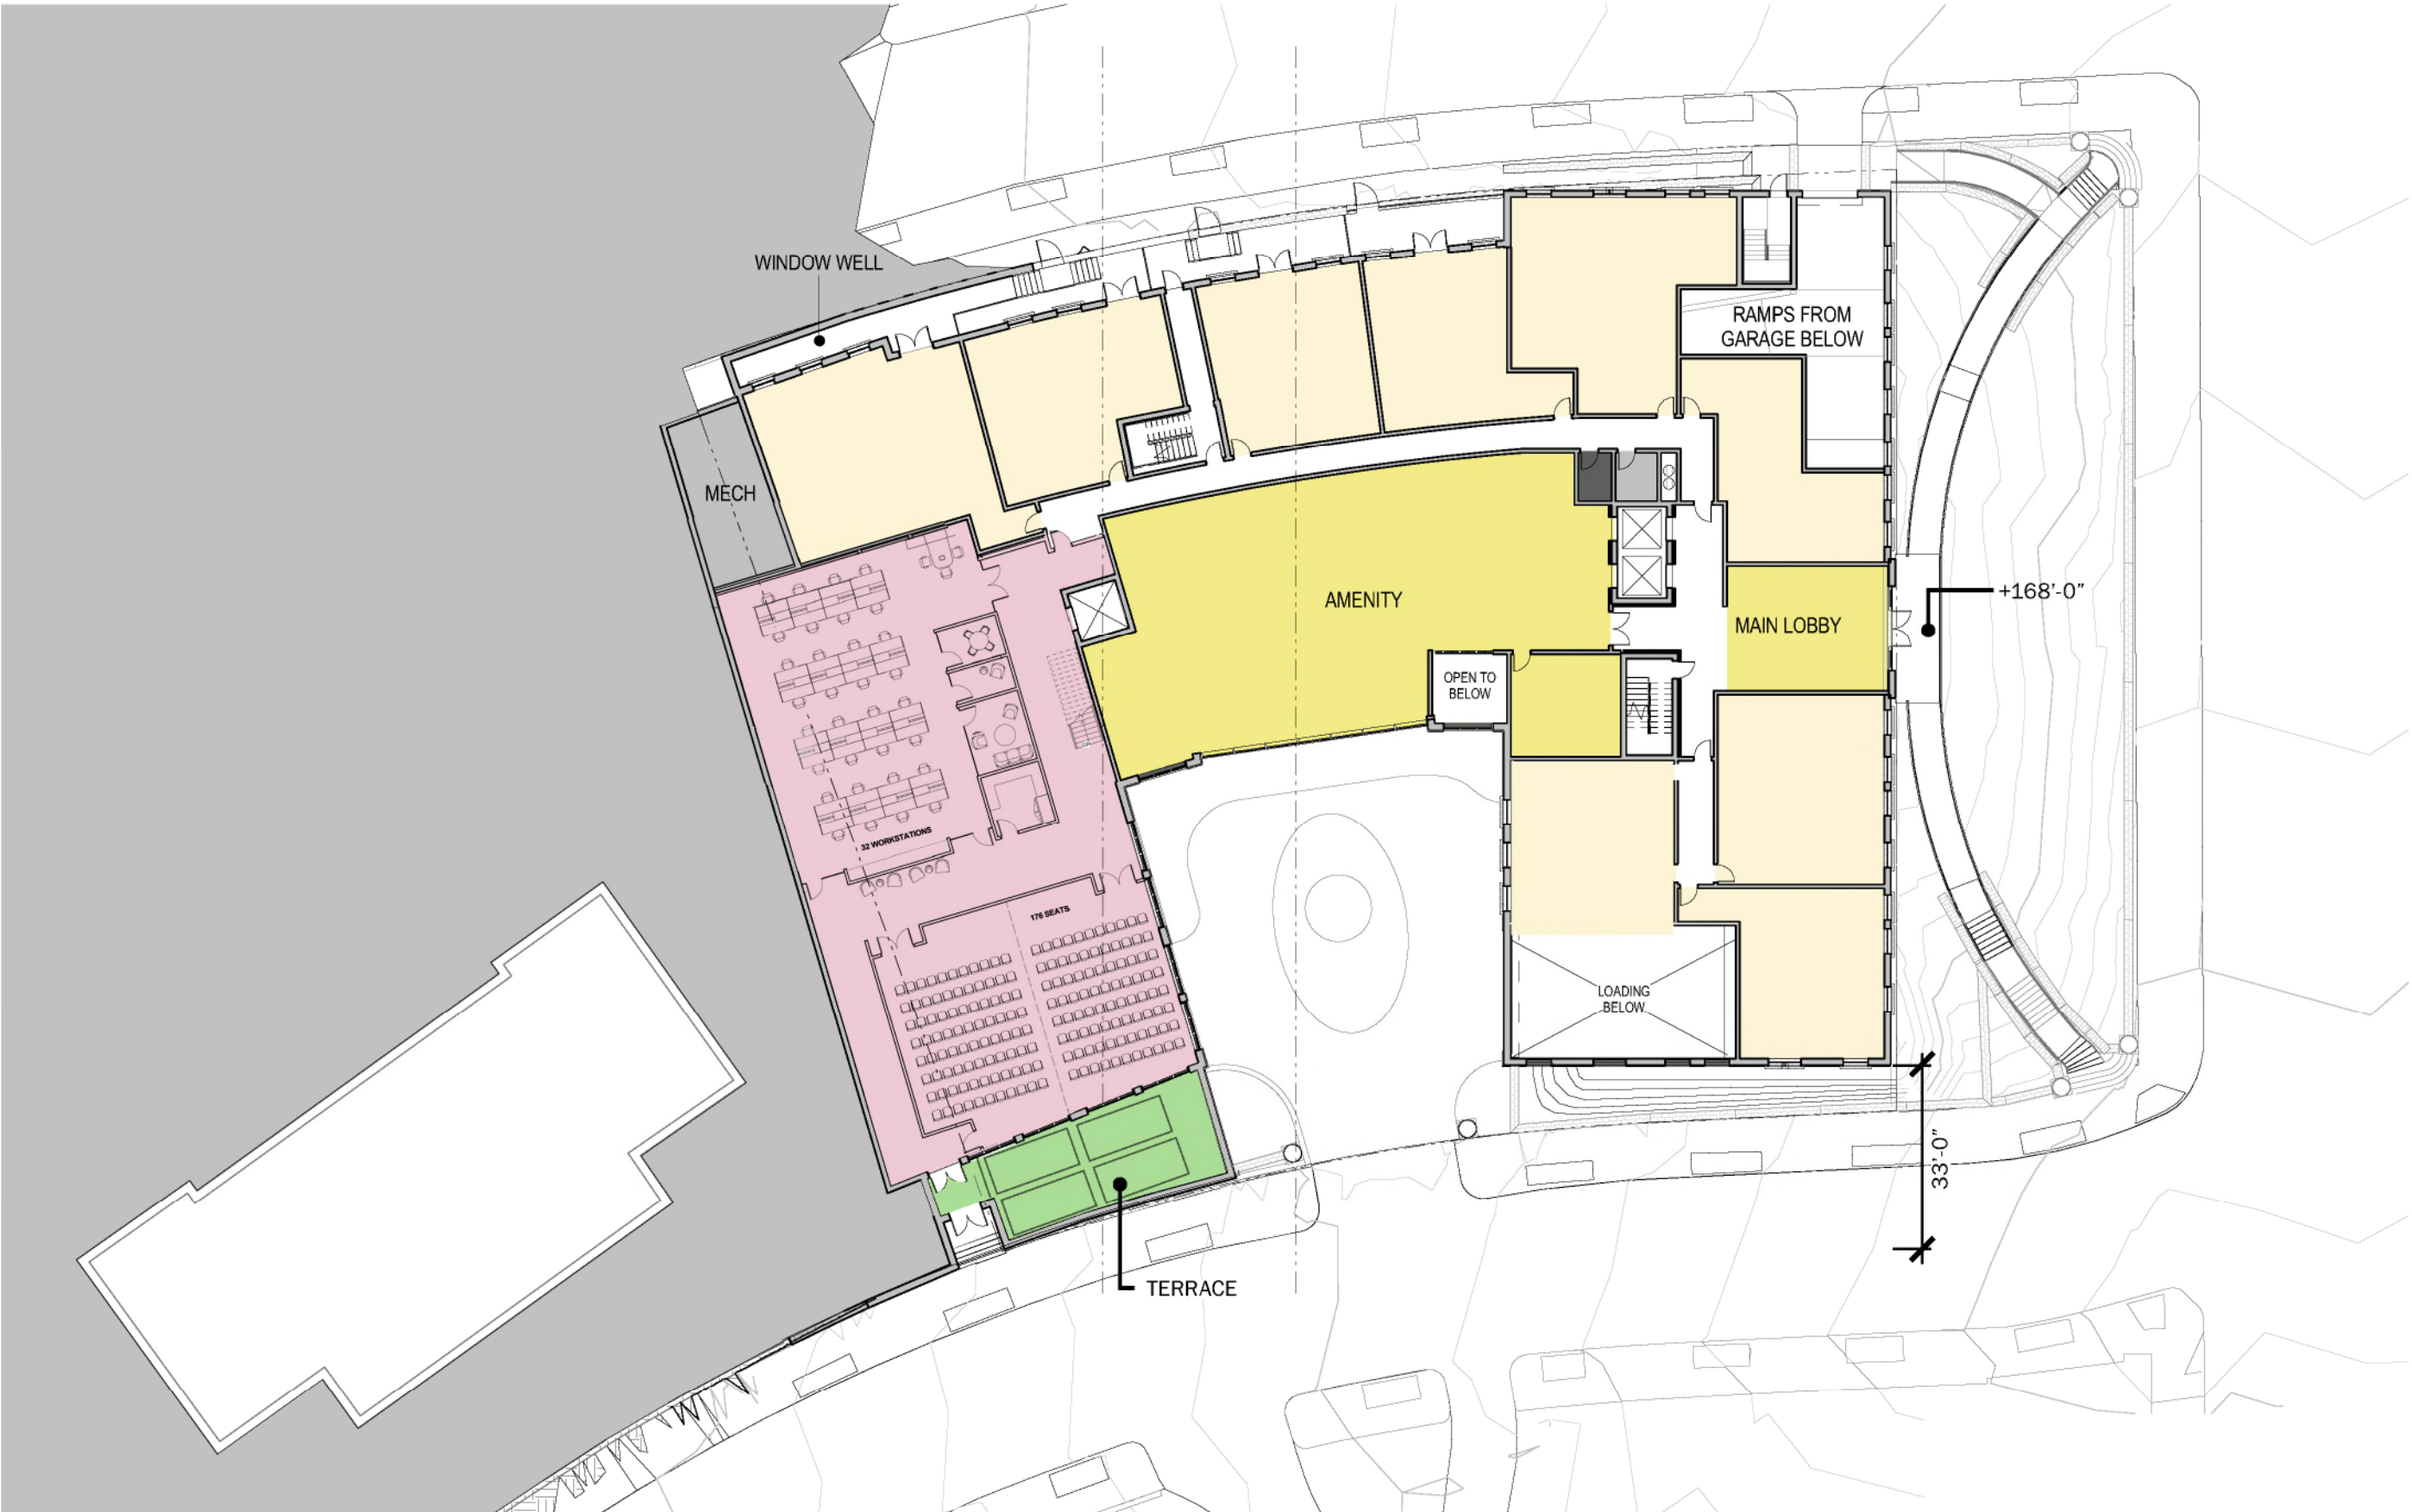 WINDOW WELL
RAMPS FROM
GARAGE BELOW
MECH
AMENITY
+168'-0"
MAIN LOBBY
OPEN TO
BELOW
32 WORKSTATIONS
176 SEATS
LOADING
BELOW
33'-0"
TERRACE